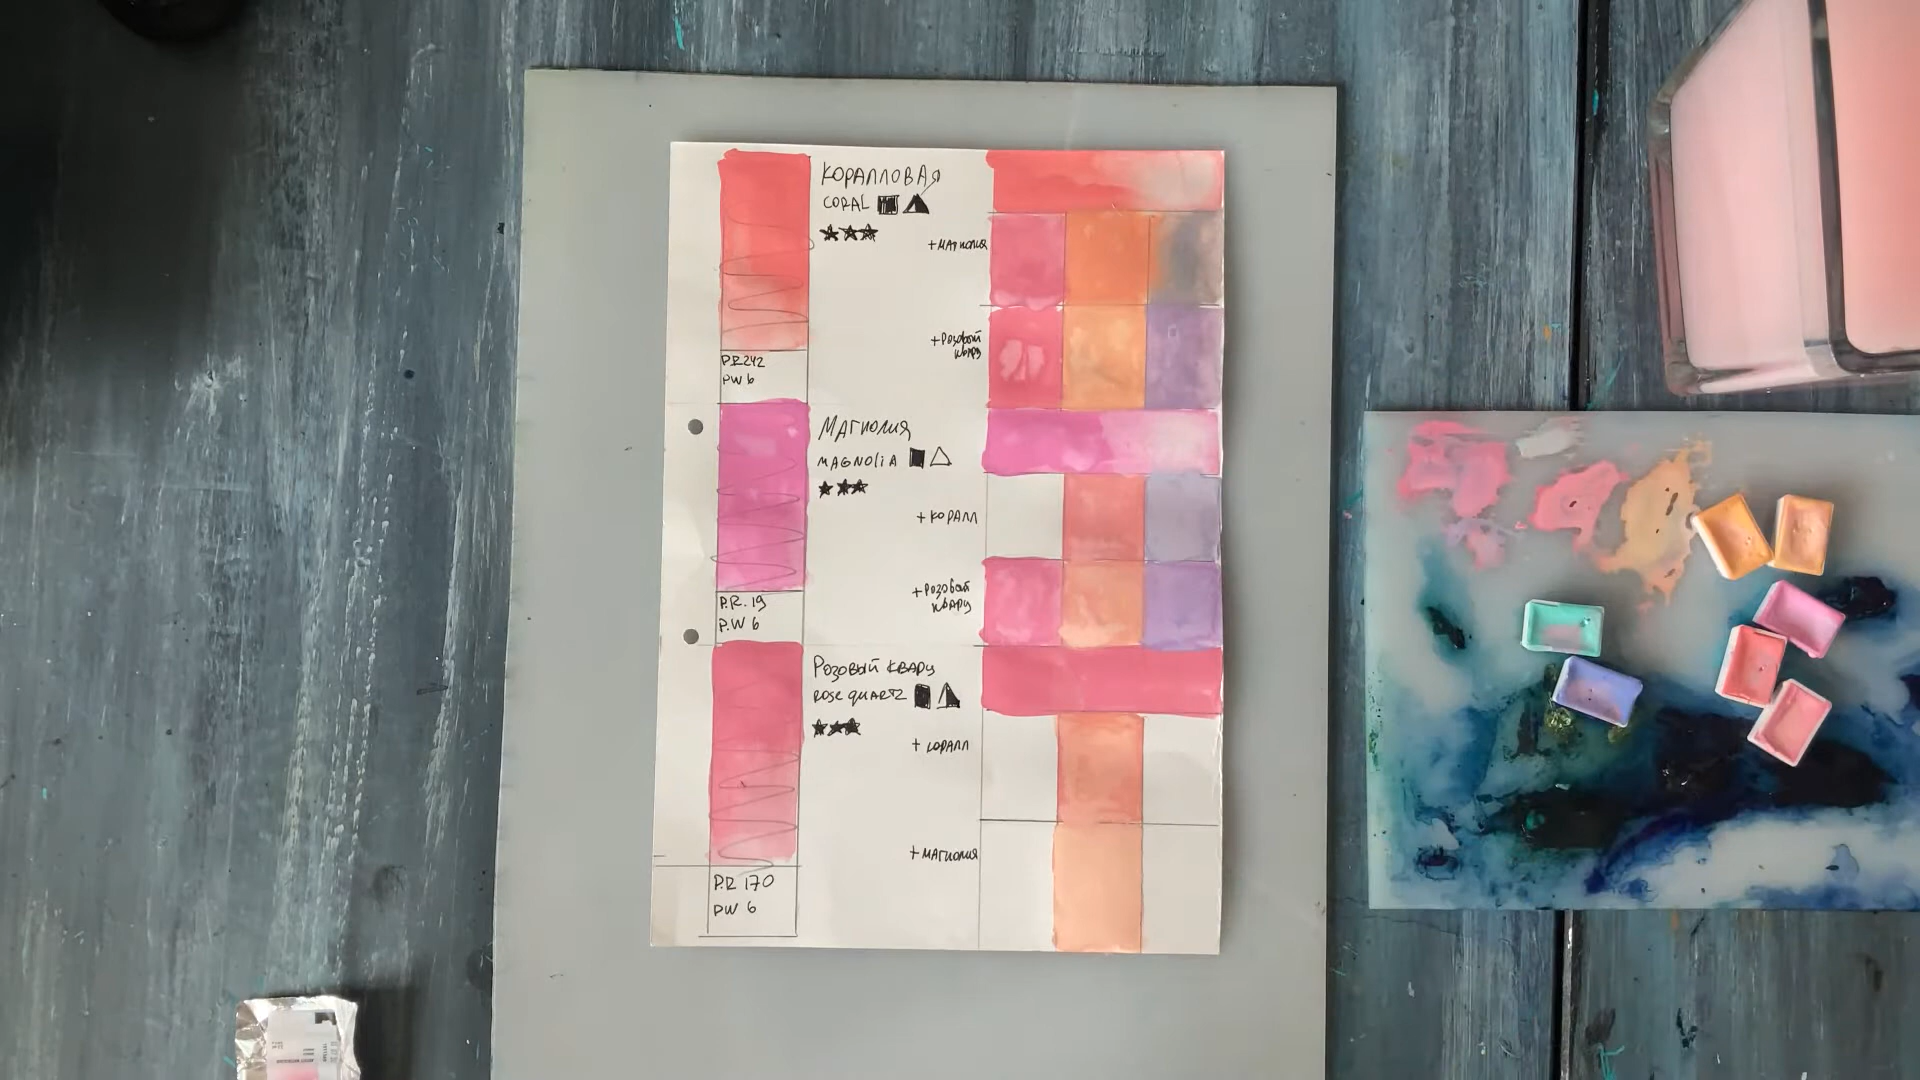 КОРАЛЛОВАЯ
CORAL
+МАГНОЛИЯ
+РОЗОВЫЙ
КВАРЦ
P.R242
PW 6
МАГНОЛИЯ
MAGNOLIA
+ КОРАЛЛ
+РОЗОВЫЙ
КВАРЦ
P.R. 19
P.W 6
РОЗОВЫЙ КВАРЦ
ROSE QUARTZ
+ КОРАЛЛ
+ МАГНОЛИЯ
P.R 170
PW 6